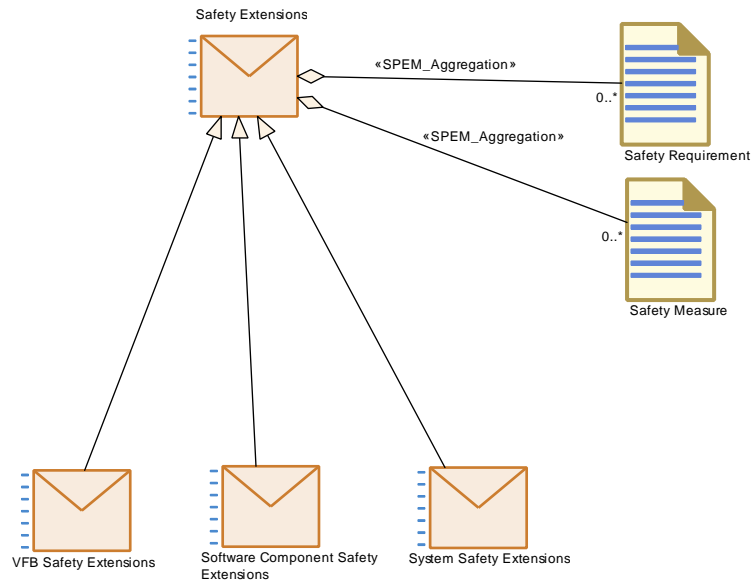 Safety Extensions
«SPEM_Aggregation»
0..*
Safety Requirement
«SPEM_Aggregation»
0..*
Safety Measure
VFB Safety Extensions
Software Component Safety
Extensions
System Safety Extensions